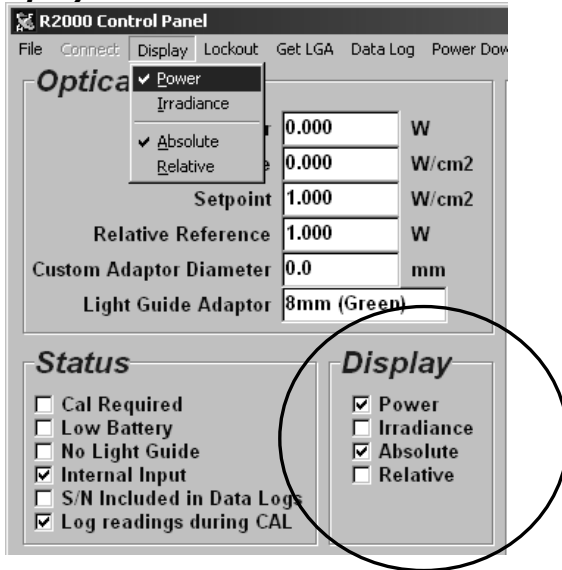 R2000 Control Panel
File Connect Display Lockout Get LGA Data Log Power Dow
Power
Irradiance
Absolute
Relative
Optica
r 0.000 W
e 0.000 W/cm2
Setpoint 1.000 W/cm2
Relative Reference 1.000 W
Custom Adaptor Diameter 0.0 mm
Light Guide Adaptor 8mm (Green)
Status
Cal Required
Low Battery
No Light Guide
Internal Input
S/N Included in Data Logs
Log readings during CAL
Display
Power
Irradiance
Absolute
Relative